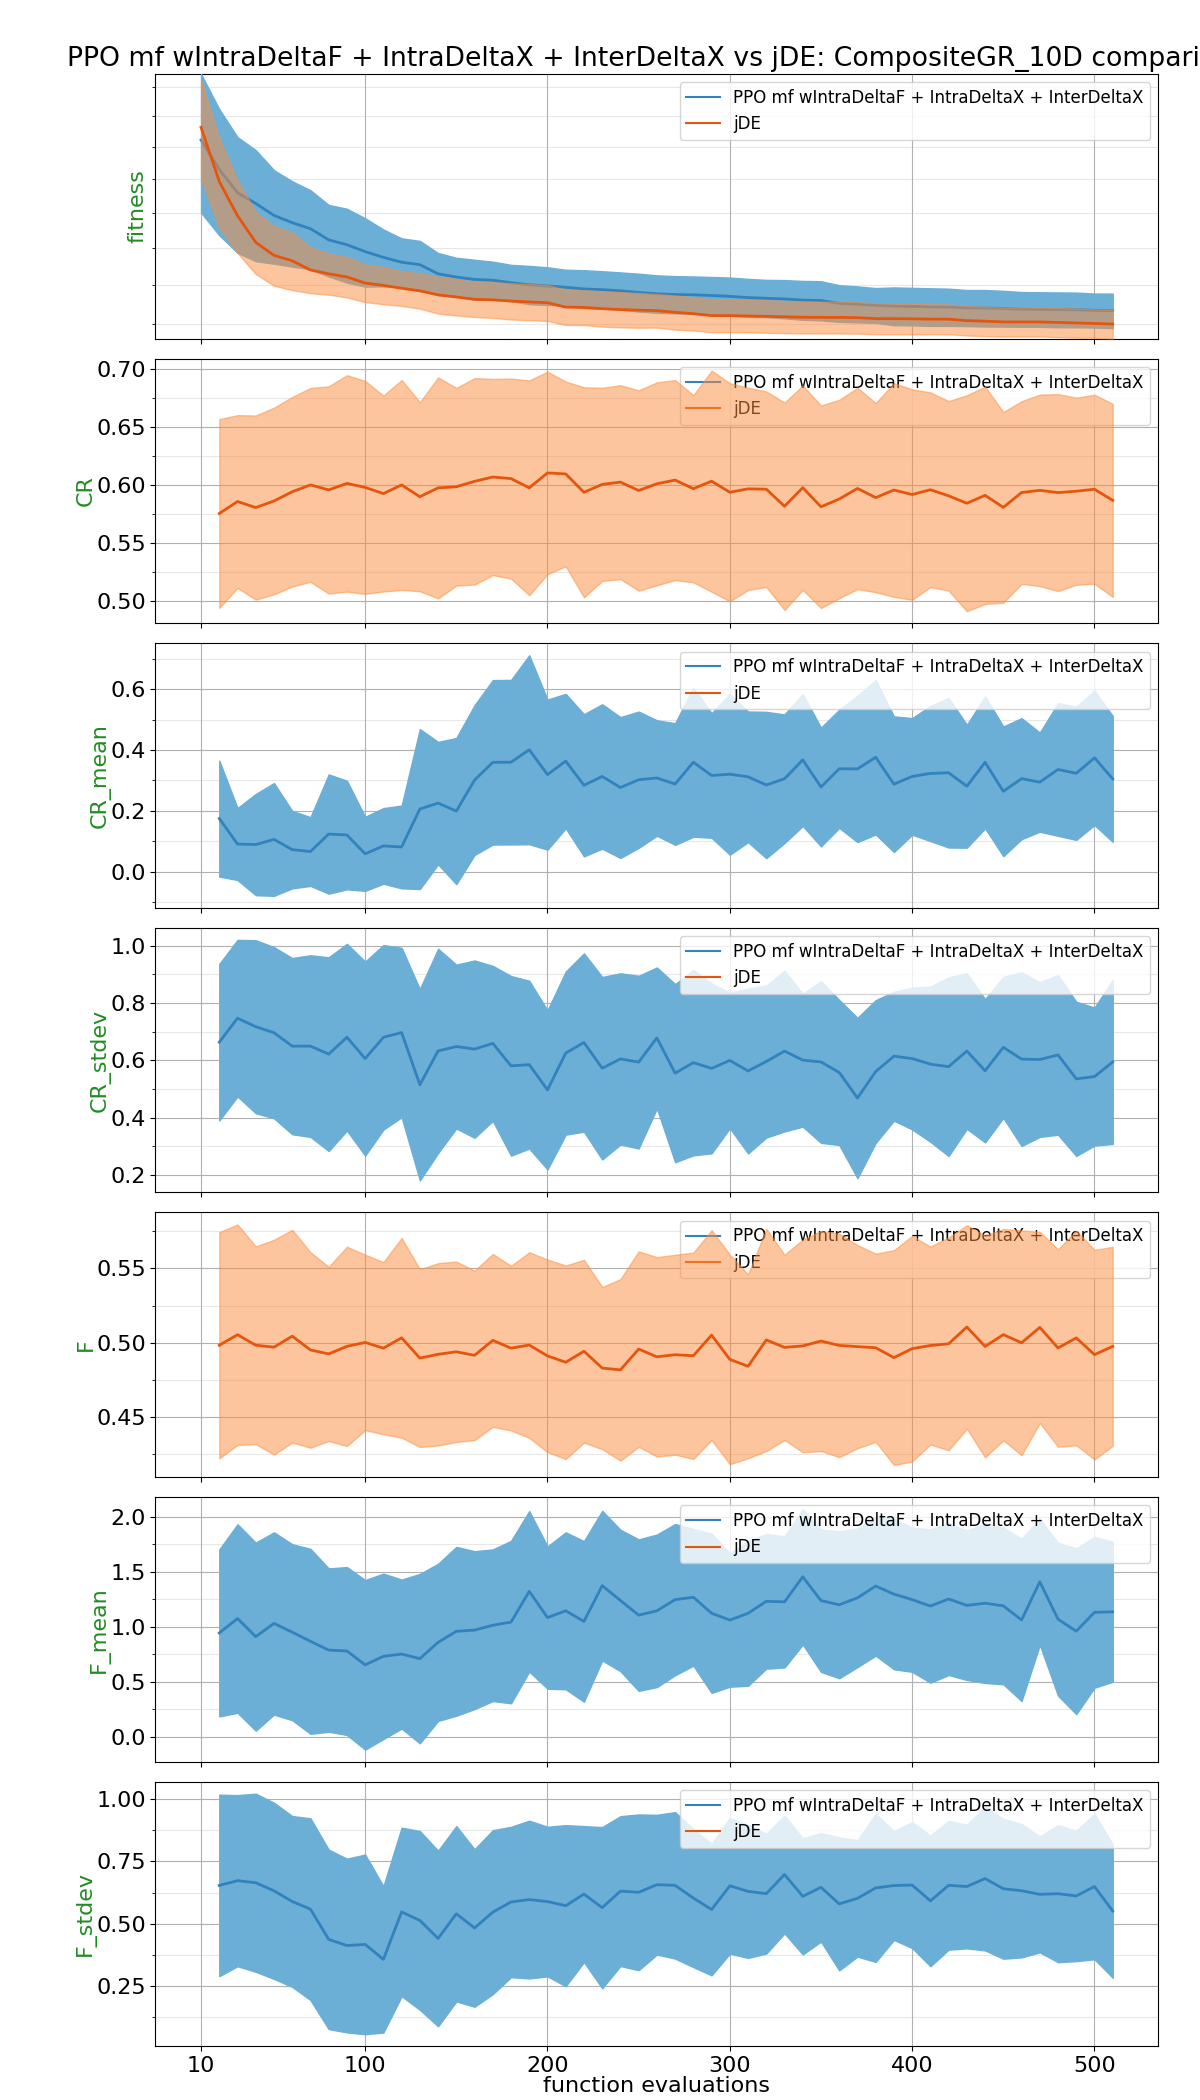 PPO mf wIntraDeltaF + IntraDeltaX + InterDeltaX vs jDE: CompositeGR_10D compari
PPO mf wIntraDeltaF + IntraDeltaX + InterDeltaX
jDE
fitness
PPO mf wIntraDeltaF + IntraDeltaX + InterDeltaX
jDE
0.70
0.65
0.60
0.55
0.50
CR
PPO mf wIntraDeltaF + IntraDeltaX + InterDeltaX
jDE
0.6
0.4
0.2
0.0
CR_mean
PPO mf wIntraDeltaF + IntraDeltaX + InterDeltaX
jDE
1.0
0.8
0.6
0.4
0.2
CR_stdev
PPO mf wIntraDeltaF + IntraDeltaX + InterDeltaX
jDE
0.55
0.50
0.45
F
PPO mf wIntraDeltaF + IntraDeltaX + InterDeltaX
jDE
2.0
1.5
1.0
0.5
0.0
F_mean
PPO mf wIntraDeltaF + IntraDeltaX + InterDeltaX
jDE
1.00
0.75
0.50
0.25
F_stdev
10 100 200 300 400 500
function evaluations